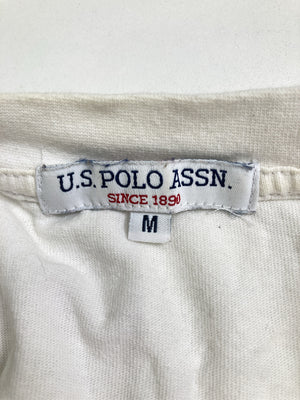 U.S. POLO ASSN.
SINCE 1890
M